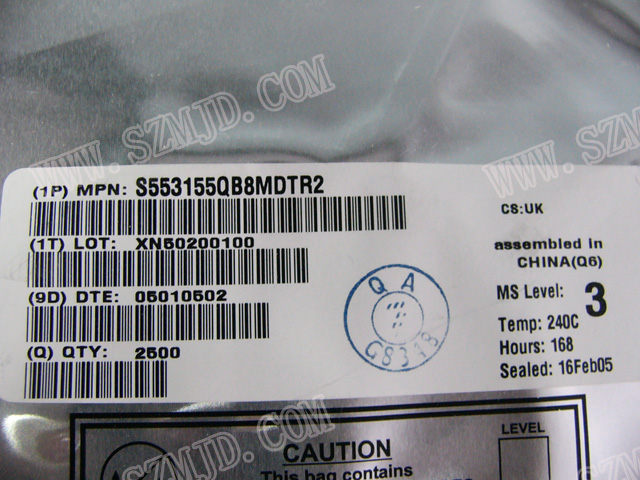 WWW.SZMJD.COM
WWW.SZMJD.COM
(1P) MPN: S553155QB8MDTR2
CS:UK
(1T) LOT: XN50200100
assembled in
CHINA(Q6)
(9D) DTE: 05010502
MS Level: 3
QA
G8348
Temp: 240C
(Q) QTY: 2500
Hours: 168
Sealed: 16Feb05
LEVEL
CAUTION
This bag contains
WWW.SZMJD.COM